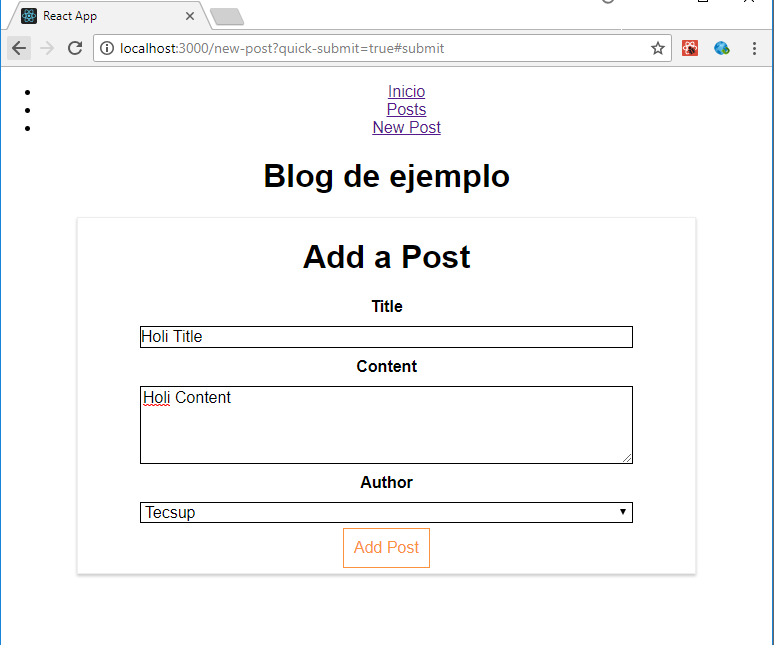 React App
localhost:3000/new-post?quick-submit=true#submit
Inicio
Posts
New Post
Blog de ejemplo
Add a Post
Title
Holi Title
Content
Holi Content
Author
Tecsup
Add Post